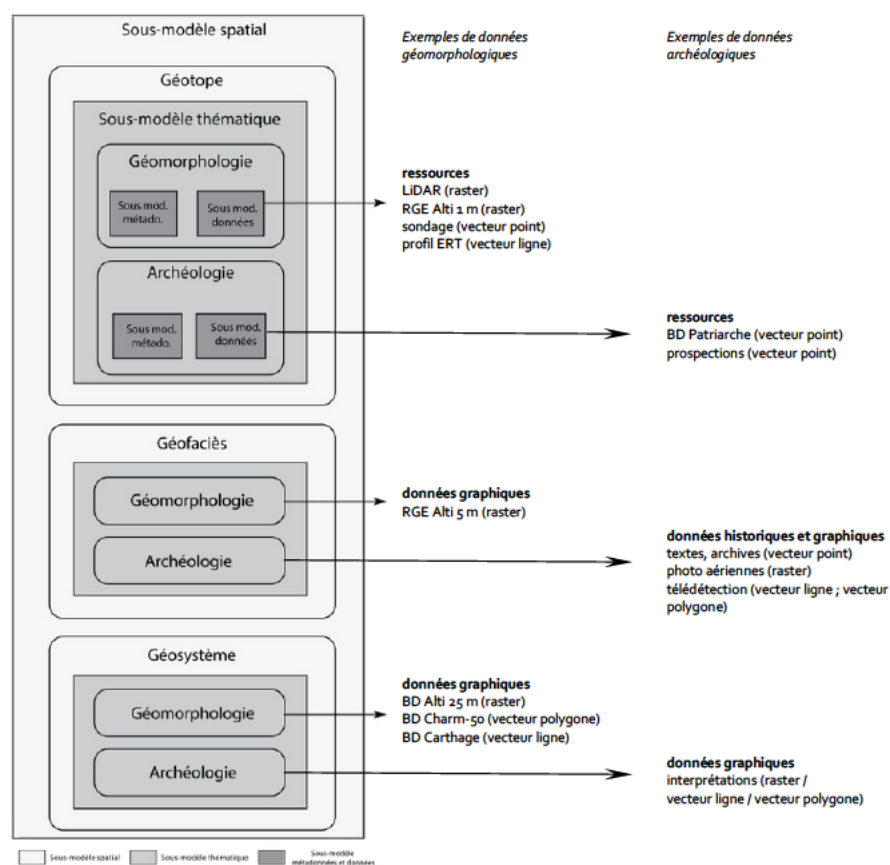 Sous-modèle spatial
Exemples de données
géomorphologiques
Exemples de données
archéologiques
Géotope
Sous-modèle thématique
Géomorphologie
Sous mod.
métado.
Sous mod.
données
ressources
LiDAR (raster)
RGE Alti 1 m (raster)
sondage (vecteur point)
profil ERT (vecteur ligne)
Archéologie
Sous mod.
métado.
Sous mod.
données
ressources
BD Patriarche (vecteur point)
prospections (vecteur point)
Géofaciès
Géomorphologie
données graphiques
RGE Alti 5 m (raster)
Archéologie
données historiques et graphiques
textes, archives (vecteur point)
photo aériennes (raster)
télédétection (vecteur ligne ; vecteur
polygone)
Géosystème
Géomorphologie
données graphiques
BD Alti 25 m (raster)
BD Charm-50 (vecteur polygone)
BD Carthage (vecteur ligne)
Archéologie
données graphiques
interprétations (raster /
vecteur ligne / vecteur polygone)
Sous-modèle spatial
Sous-modèle thématique
Sous-modèle
métadonnées et données